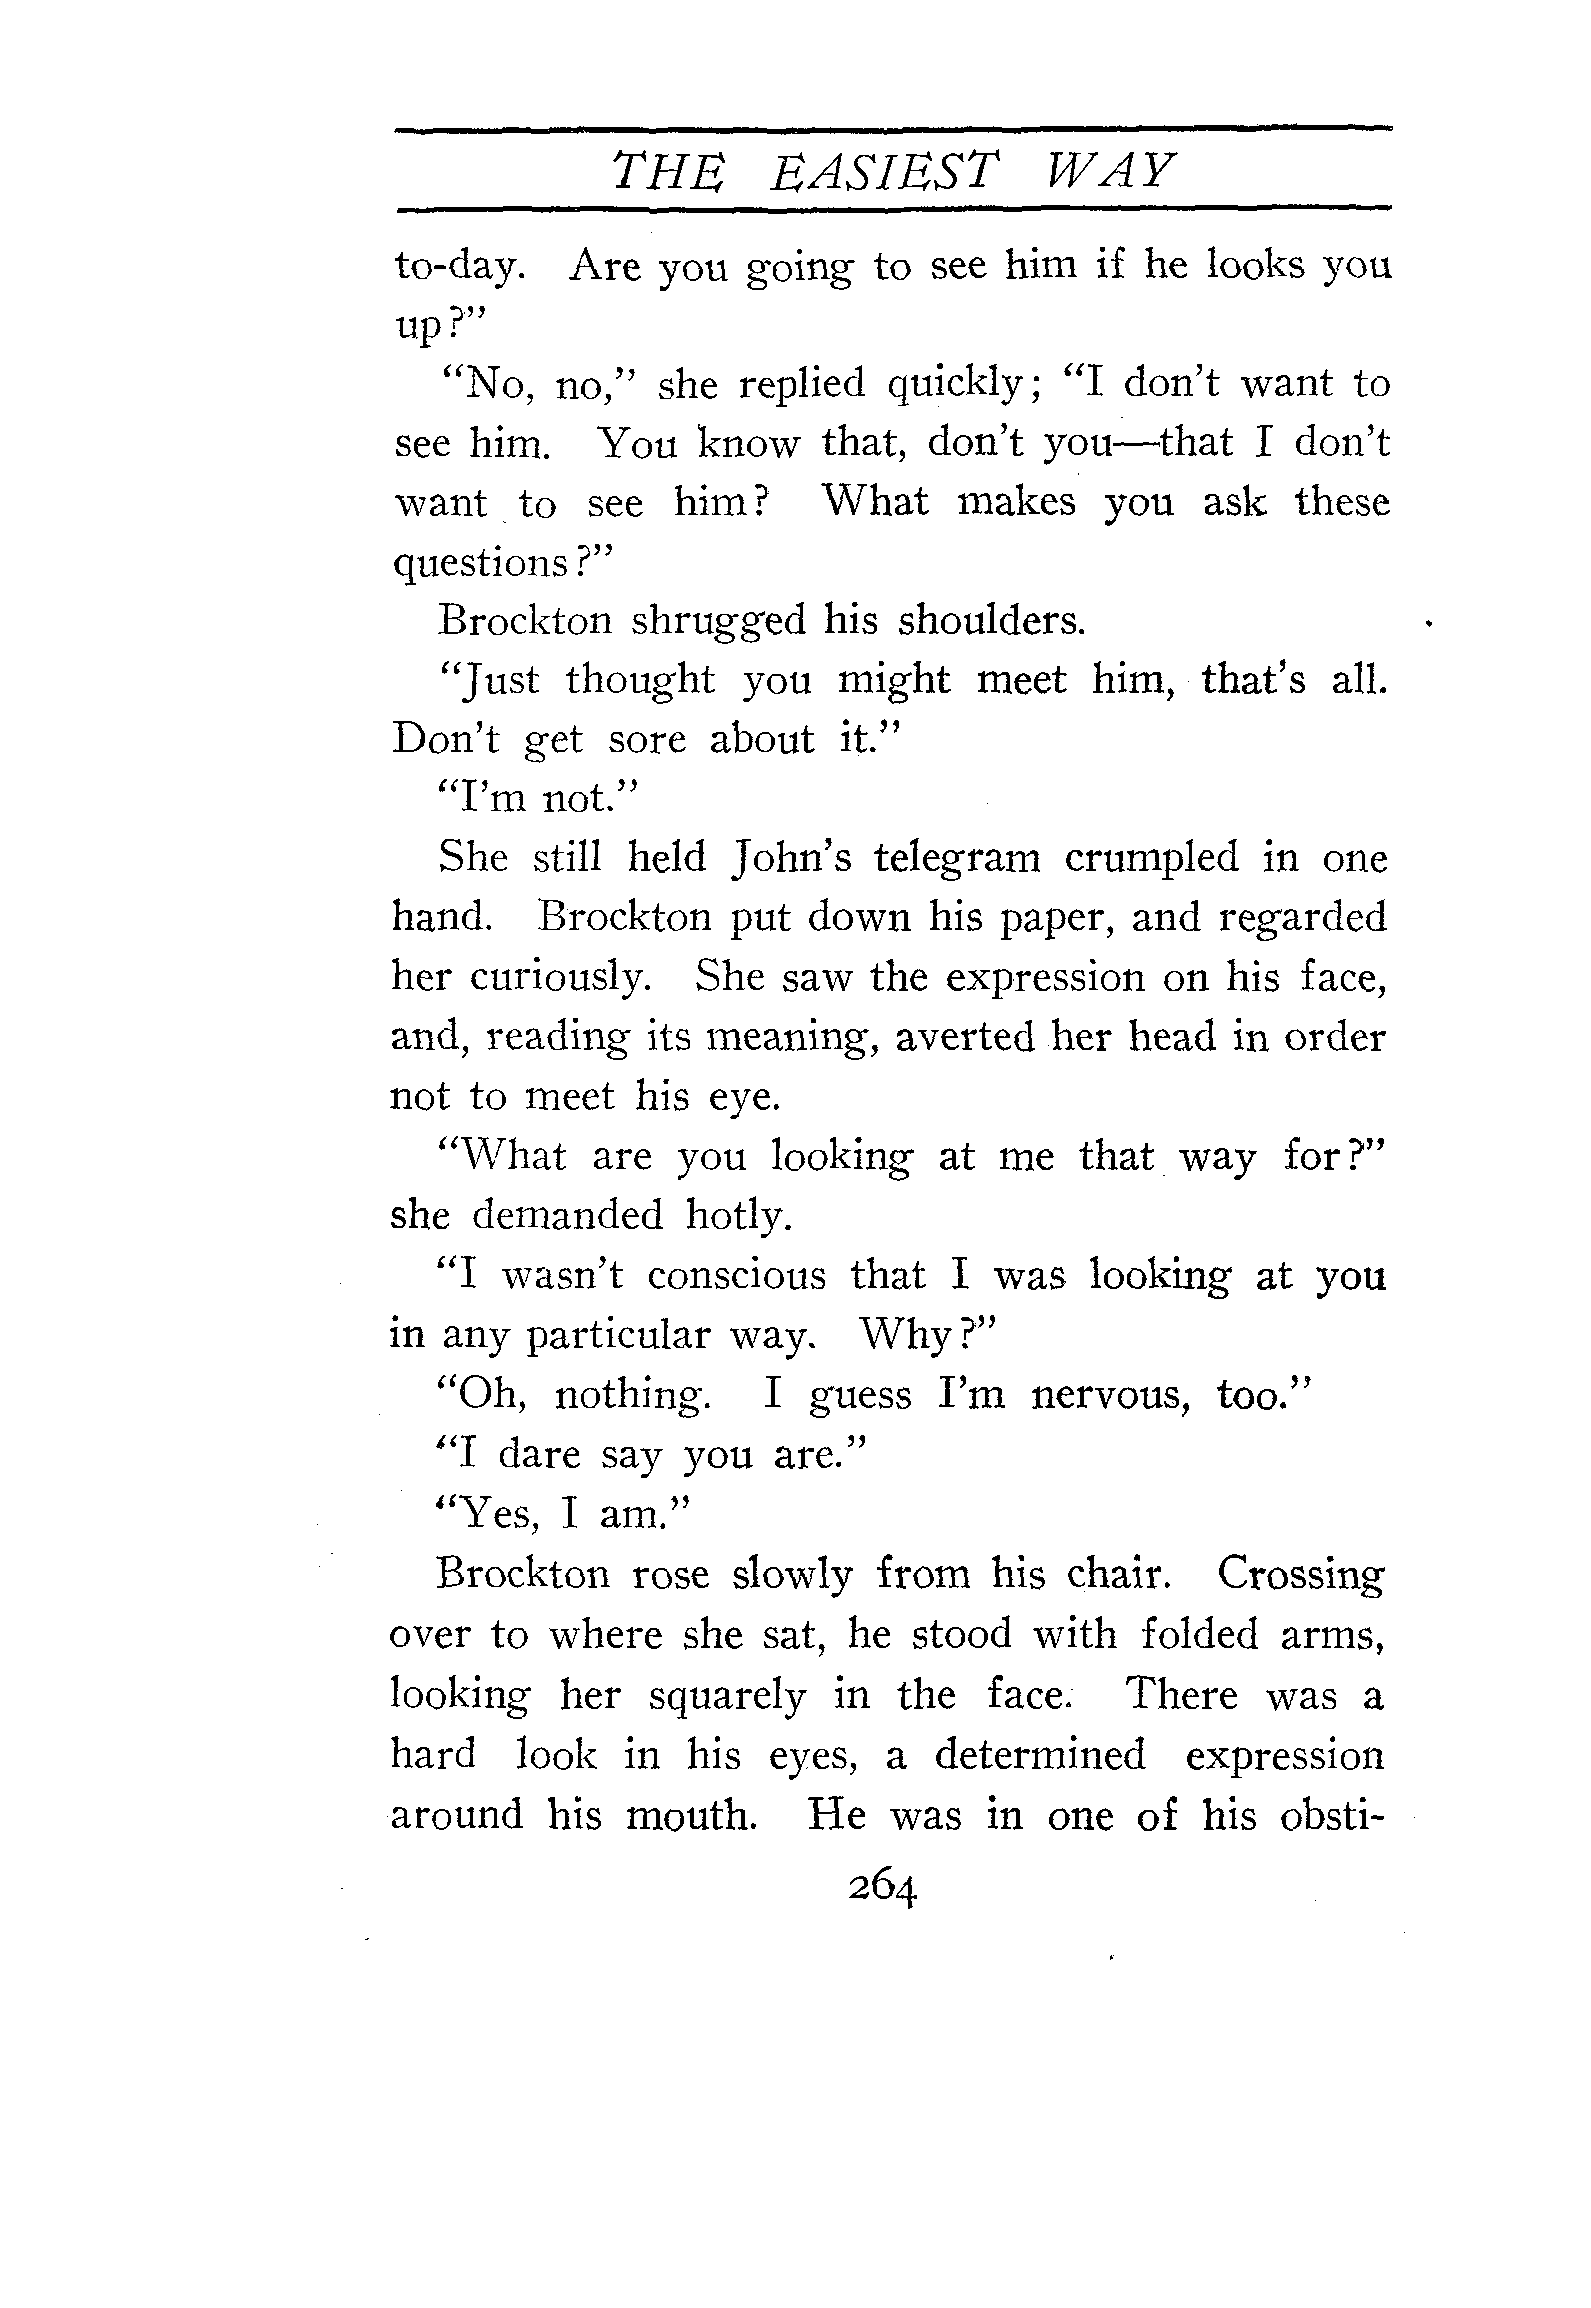 THE EASIEST WAY
to-day. Are you going to see him if he looks you
up?”
“No, no,” she replied quickly; “I don’t want to
see him. You know that, don’t you—that I don’t
want to see him? What makes you ask these
questions?”
Brockton shrugged his shoulders.
“Just thought you might meet him, that’s all.
Don’t get sore about it.”
“I’m not.”
She still held John’s telegram crumpled in one
hand. Brockton put down his paper, and regarded
her curiously. She saw the expression on his face,
and, reading its meaning, averted her head in order
not to meet his eye.
“What are you looking at me that way for?”
she demanded hotly.
“I wasn’t conscious that I was looking at you
in any particular way. Why?”
“Oh, nothing. I guess I’m nervous, too.”
“I dare say you are.”
“Yes, I am.”
Brockton rose slowly from his chair. Crossing
over to where she sat, he stood with folded arms,
looking her squarely in the face. There was a
hard look in his eyes, a determined expression
around his mouth. He was in one of his obsti-
264